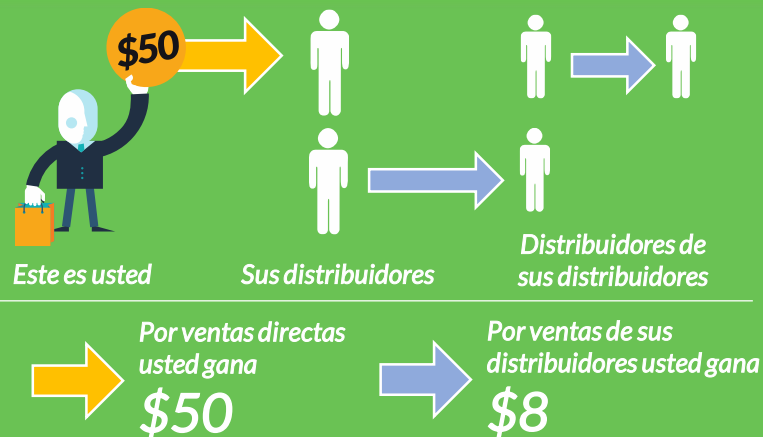 $50
Este es usted
Sus distribuidores
Distribuidores de
sus distribuidores
Por ventas directas
usted gana
$50
Por ventas de sus
distribuidores usted gana
$8